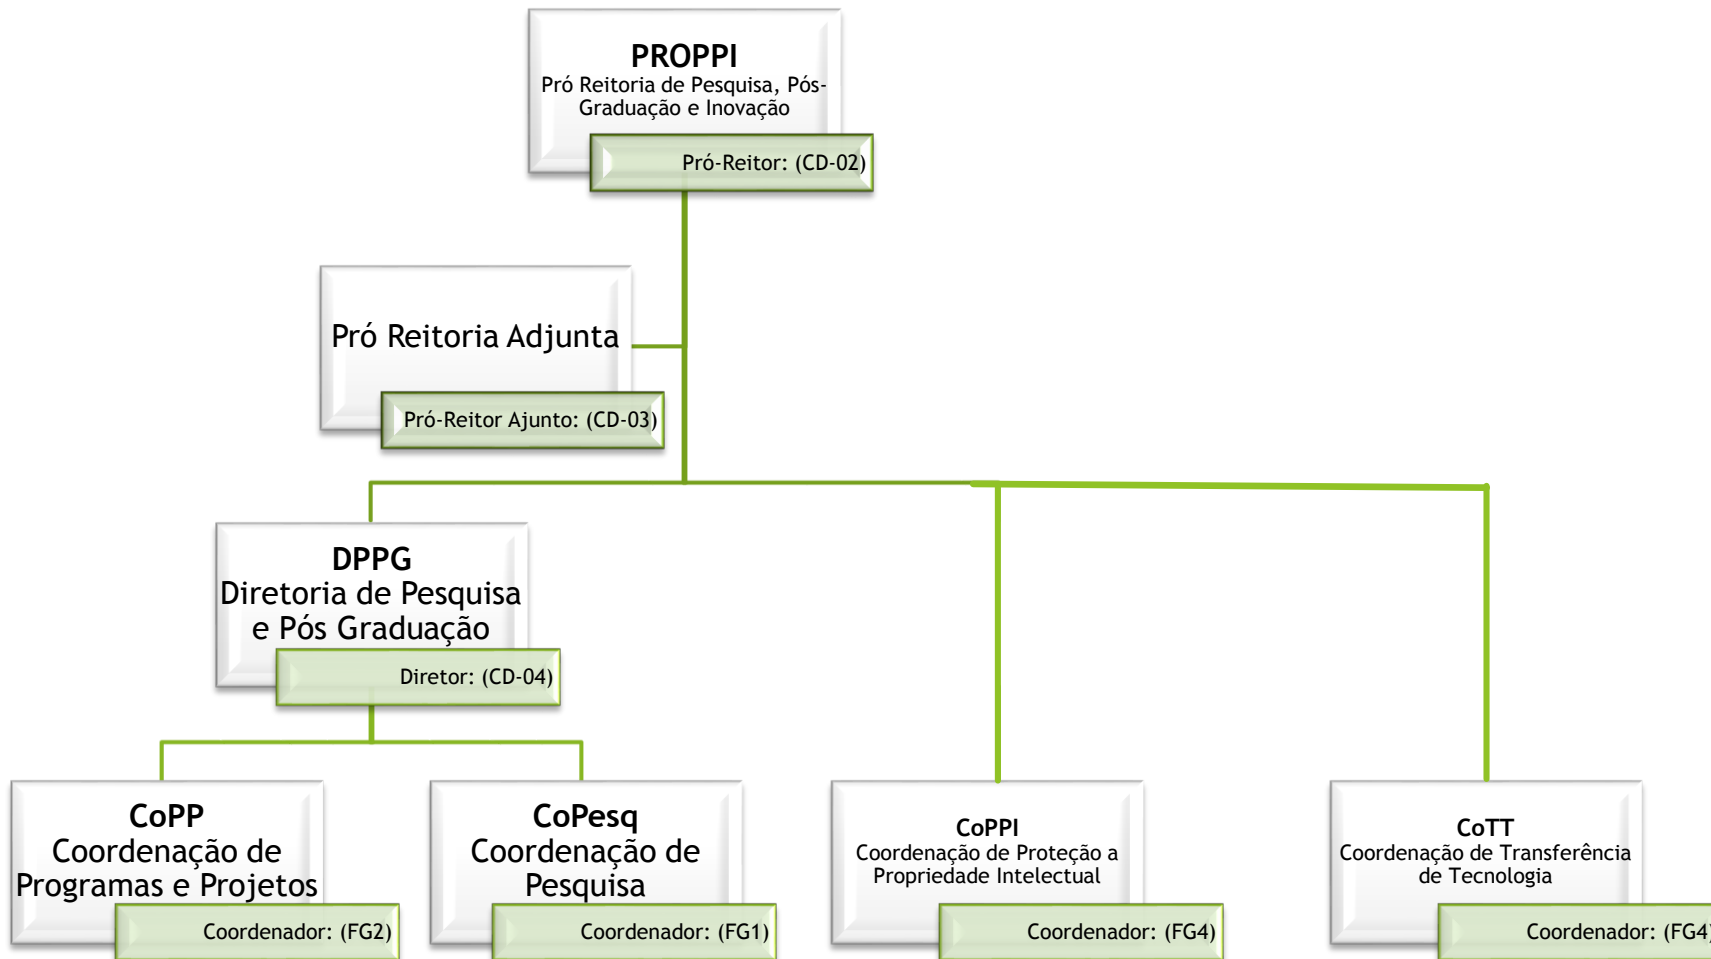 PROPPI
Pró Reitoria de Pesquisa, Pós-
Graduação e Inovação
Pró-Reitor: (CD-02)
Pró Reitoria Adjunta
Pró-Reitor Ajunto: (CD-03)
DPPG
Diretoria de Pesquisa
e Pós Graduação
Diretor: (CD-04)
CoPP
Coordenação de
Programas e Projetos
Coordenador: (FG2)
CoPesq
Coordenação de
Pesquisa
Coordenador: (FG1)
CoPPI
Coordenação de Proteção a
Propriedade Intelectual
Coordenador: (FG4)
CoTT
Coordenação de Transferência
de Tecnologia
Coordenador: (FG4)